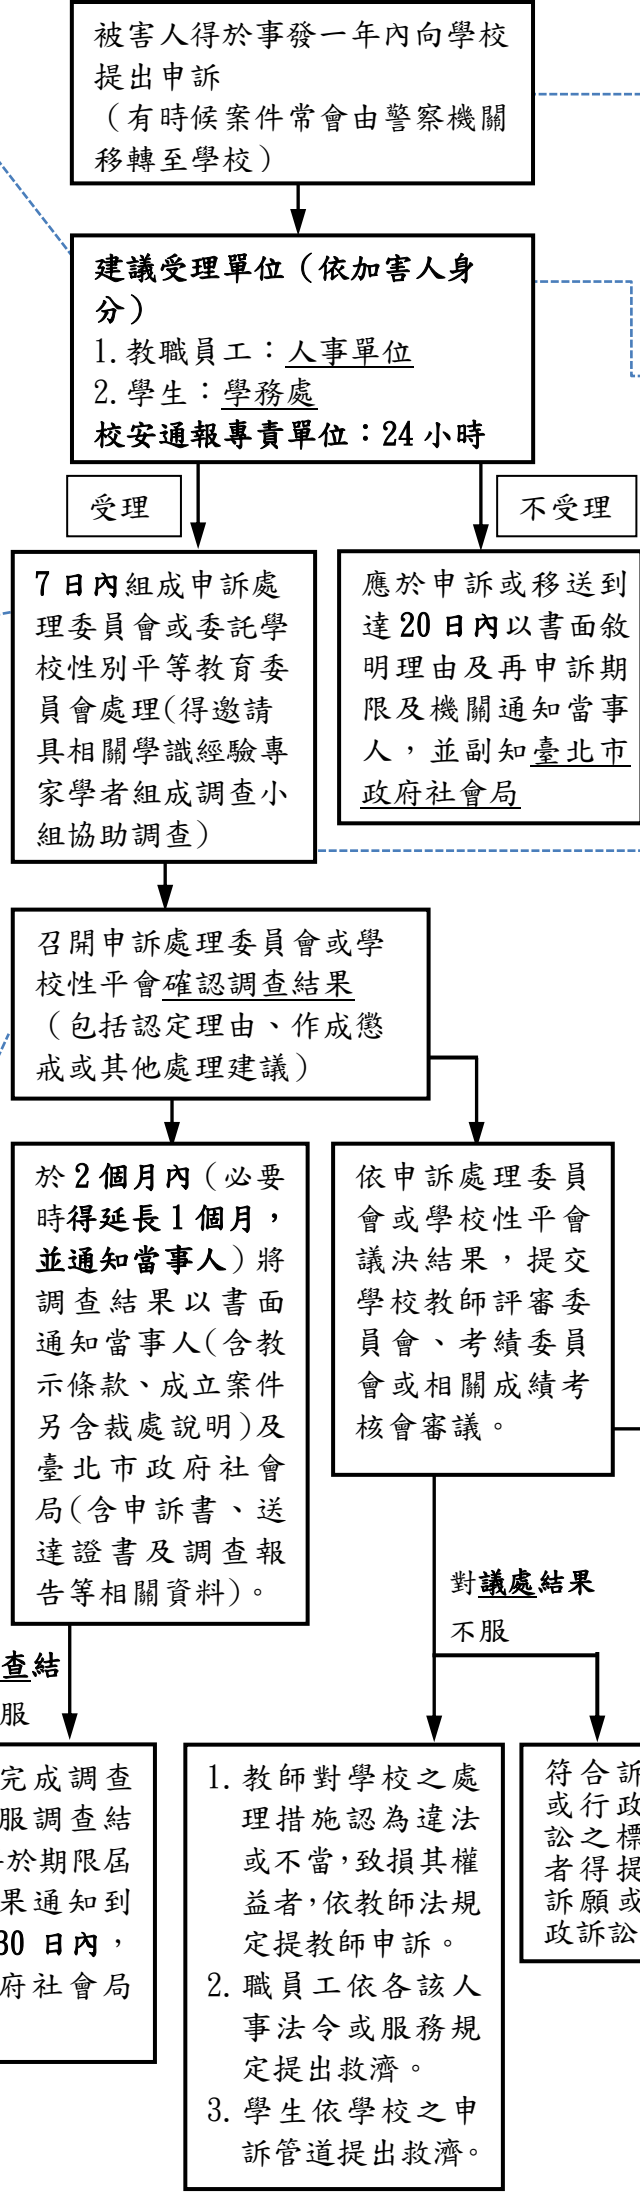 被害人得於事發一年內向學校
提出申訴
（有時候案件常會由警察機關
移轉至學校）
建議受理單位（依加害人身
分）
1.教職員工：人事單位
2.學生：學務處
校安通報專責單位：24 小時
受理
不受理
7 日內組成申訴處
理委員會或委託學
校性別平等教育委
員會處理(得邀請
具相關學識經驗專
家學者組成調查小
組協助調查)
應於申訴或移送到
達 20 日內以書面敘
明理由及再申訴期
限及機關通知當事
人，並副知臺北市
政府社會局
召開申訴處理委員會或學
校性平會確認調查結果
（包括認定理由、作成懲
戒或其他處理建議）
於 2 個月內（必要
時得延長 1 個月，
並通知當事人）將
調查結果以書面
通知當事人(含教
示條款、成立案件
另含裁處說明)及
臺北市政府社會
局(含申訴書、送
達證書及調查報
告等相關資料)。
依申訴處理委員
會或學校性平會
議決結果，提交
學校教師評審委
員會、考績委員
會或相關成績考
核會審議。
對議處結果
不服
查結
服
完成調查
服調查結
於期限屆
果通知到
30 日內，
府社會局
1. 教師對學校之處
理措施認為違法
或不當，致損其權
益者，依教師法規
定提教師申訴。
2. 職員工依各該人
事法令或服務規
定提出救濟。
3. 學生依學校之申
訴管道提出救濟。
符合訴
或行政
訟之標
者得提
訴願或
政訴訟